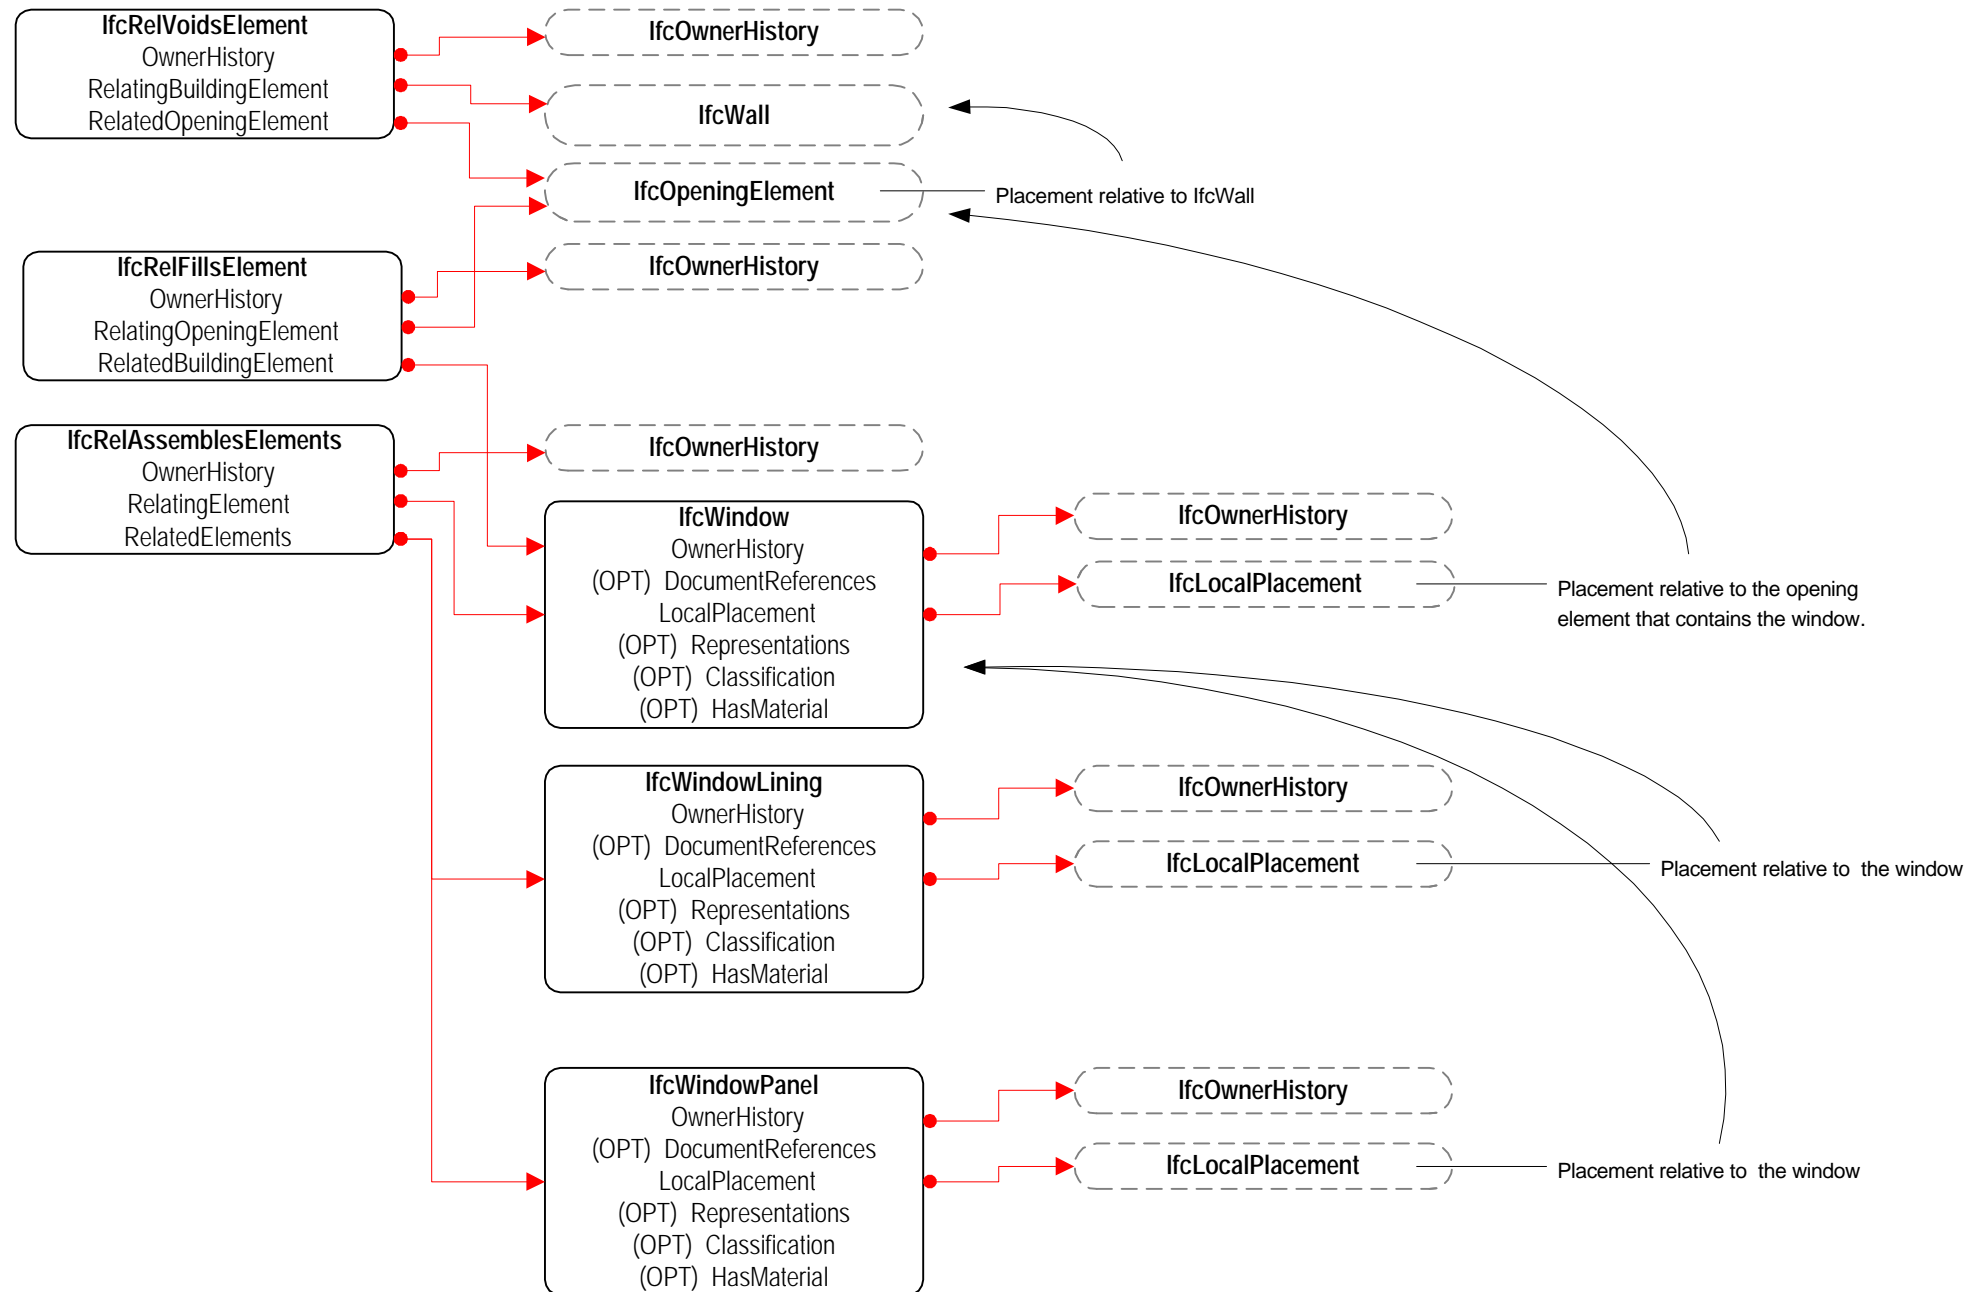 IfcRelVoidsElement
OwnerHistory
RelatingBuildingElement
RelatedOpeningElement
IfcOwnerHistory
IfcWall
IfcOpeningElement
Placement relative to IfcWall
IfcRelFillsElement
OwnerHistory
RelatingOpeningElement
RelatedBuildingElement
IfcOwnerHistory
IfcRelAssemblesElements
OwnerHistory
RelatingElement
RelatedElements
IfcOwnerHistory
IfcWindow
OwnerHistory
(OPT) DocumentReferences
LocalPlacement
(OPT) Representations
(OPT) Classification
(OPT) HasMaterial
IfcOwnerHistory
IfcLocalPlacement
Placement relative to the opening
element that contains the window.
IfcWindowLining
OwnerHistory
(OPT) DocumentReferences
LocalPlacement
(OPT) Representations
(OPT) Classification
(OPT) HasMaterial
IfcOwnerHistory
IfcLocalPlacement
Placement relative to the window
IfcWindowPanel
OwnerHistory
(OPT) DocumentReferences
LocalPlacement
(OPT) Representations
(OPT) Classification
(OPT) HasMaterial
IfcOwnerHistory
IfcLocalPlacement
Placement relative to the window